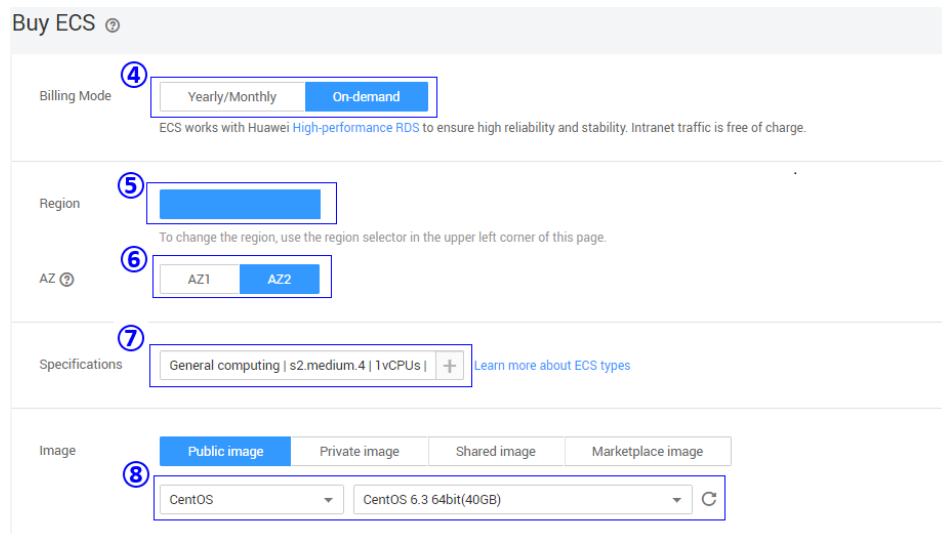 Buy ECS ?
④
Billing Mode Yearly/Monthly On-demand
ECS works with Huawei High-performance RDS to ensure high reliability and stability. Intranet traffic is free of charge.
⑤
Region
To change the region, use the region selector in the upper left corner of this page.
⑥
AZ ? AZ1 AZ2
⑦
Specifications General computing | s2.medium.4 | 1vCPUs | + Learn more about ECS types
Image Public image Private image Shared image Marketplace image
⑧
CentOS CentOS 6.3 64bit(40GB)